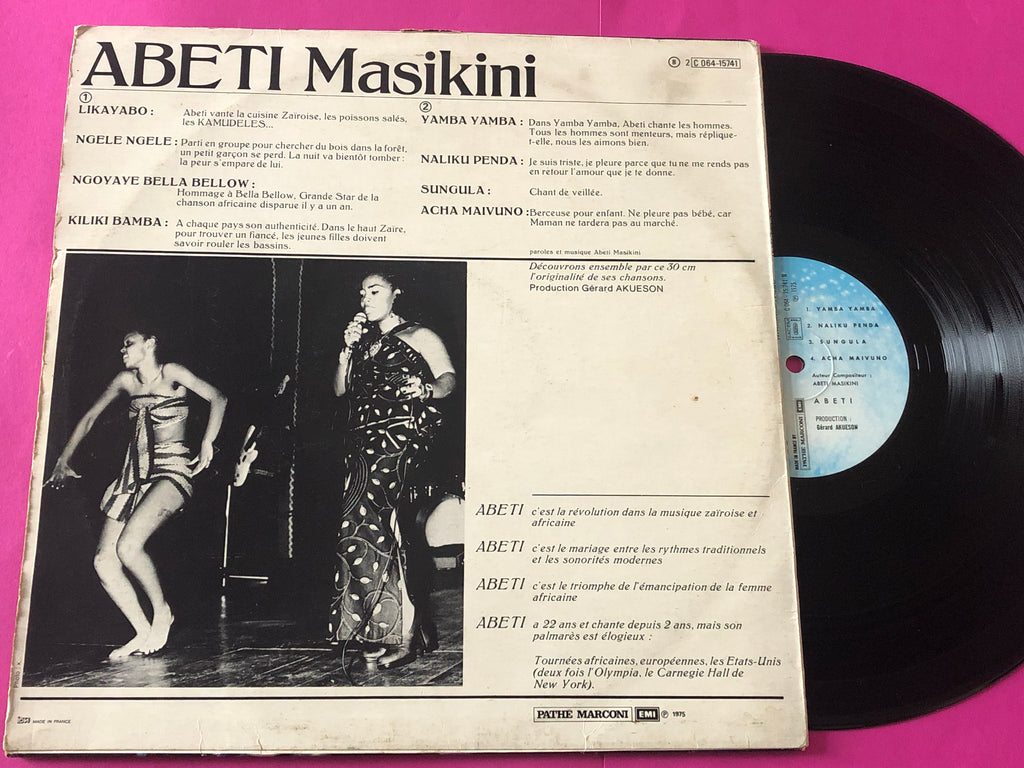 ABETI Masikini
B 2 C 064-15741
1
LIKAYABO : Abeti vante la cuisine Zaïroise, les poissons salés,
les KAMUDELES...
NGELE NGELE : Parti en groupe pour chercher du bois dans la forêt,
un petit garçon se perd. La nuit va bientôt tomber :
la peur s'empare de lui.
NGOYAYE BELLA BELLOW :
Hommage à Bella Bellow, Grande Star de la
chanson africaine disparue il y a un an.
KILIKI BAMBA : A chaque pays son authenticité. Dans le haut Zaïre,
pour trouver un fiancé, les jeunes filles doivent
savoir rouler les bassins.
2
YAMBA YAMBA : Dans Yamba Yamba, Abeti chante les hommes.
Tous les hommes sont menteurs, mais réplique-
t-elle, nous les aimons bien.
NALIKU PENDA : Je suis triste, je pleure parce que tu ne me rends pas
en retour l'amour que je te donne.
SUNGULA : Chant de veillée.
ACHA MAIVUNO : Berceuse pour enfant. Ne pleure pas bébé, car
Maman ne tardera pas au marché.
paroles et musique Abeti Masikini
Découvrons ensemble par ce 30 cm
l'originalité de ses chansons.
Production Gérard AKUESON
ABETI c'est la révolution dans la musique zaïroise et
africaine
ABETI c'est le mariage entre les rythmes traditionnels
et les sonorités modernes
ABETI c'est le triomphe de l'émancipation de la femme
africaine
ABETI a 22 ans et chante depuis 2 ans, mais son
palmarès est élogieux :
Tournées africaines, européennes, les Etats-Unis
(deux fois l'Olympia, le Carnegie Hall de
New York).
MADE IN FRANCE
PATHE MARCONI EMI ℗ 1975
1. YAMBA YAMBA
2. NALIKU PENDA
3. SUNGULA
4. ACHA MAIVUNO
Auteur Compositeur :
ABETI MASIKINI
ABETI
PRODUCTION :
Gérard AKUESON
MADE IN FRANCE BY
PATHE MARCONI EMI